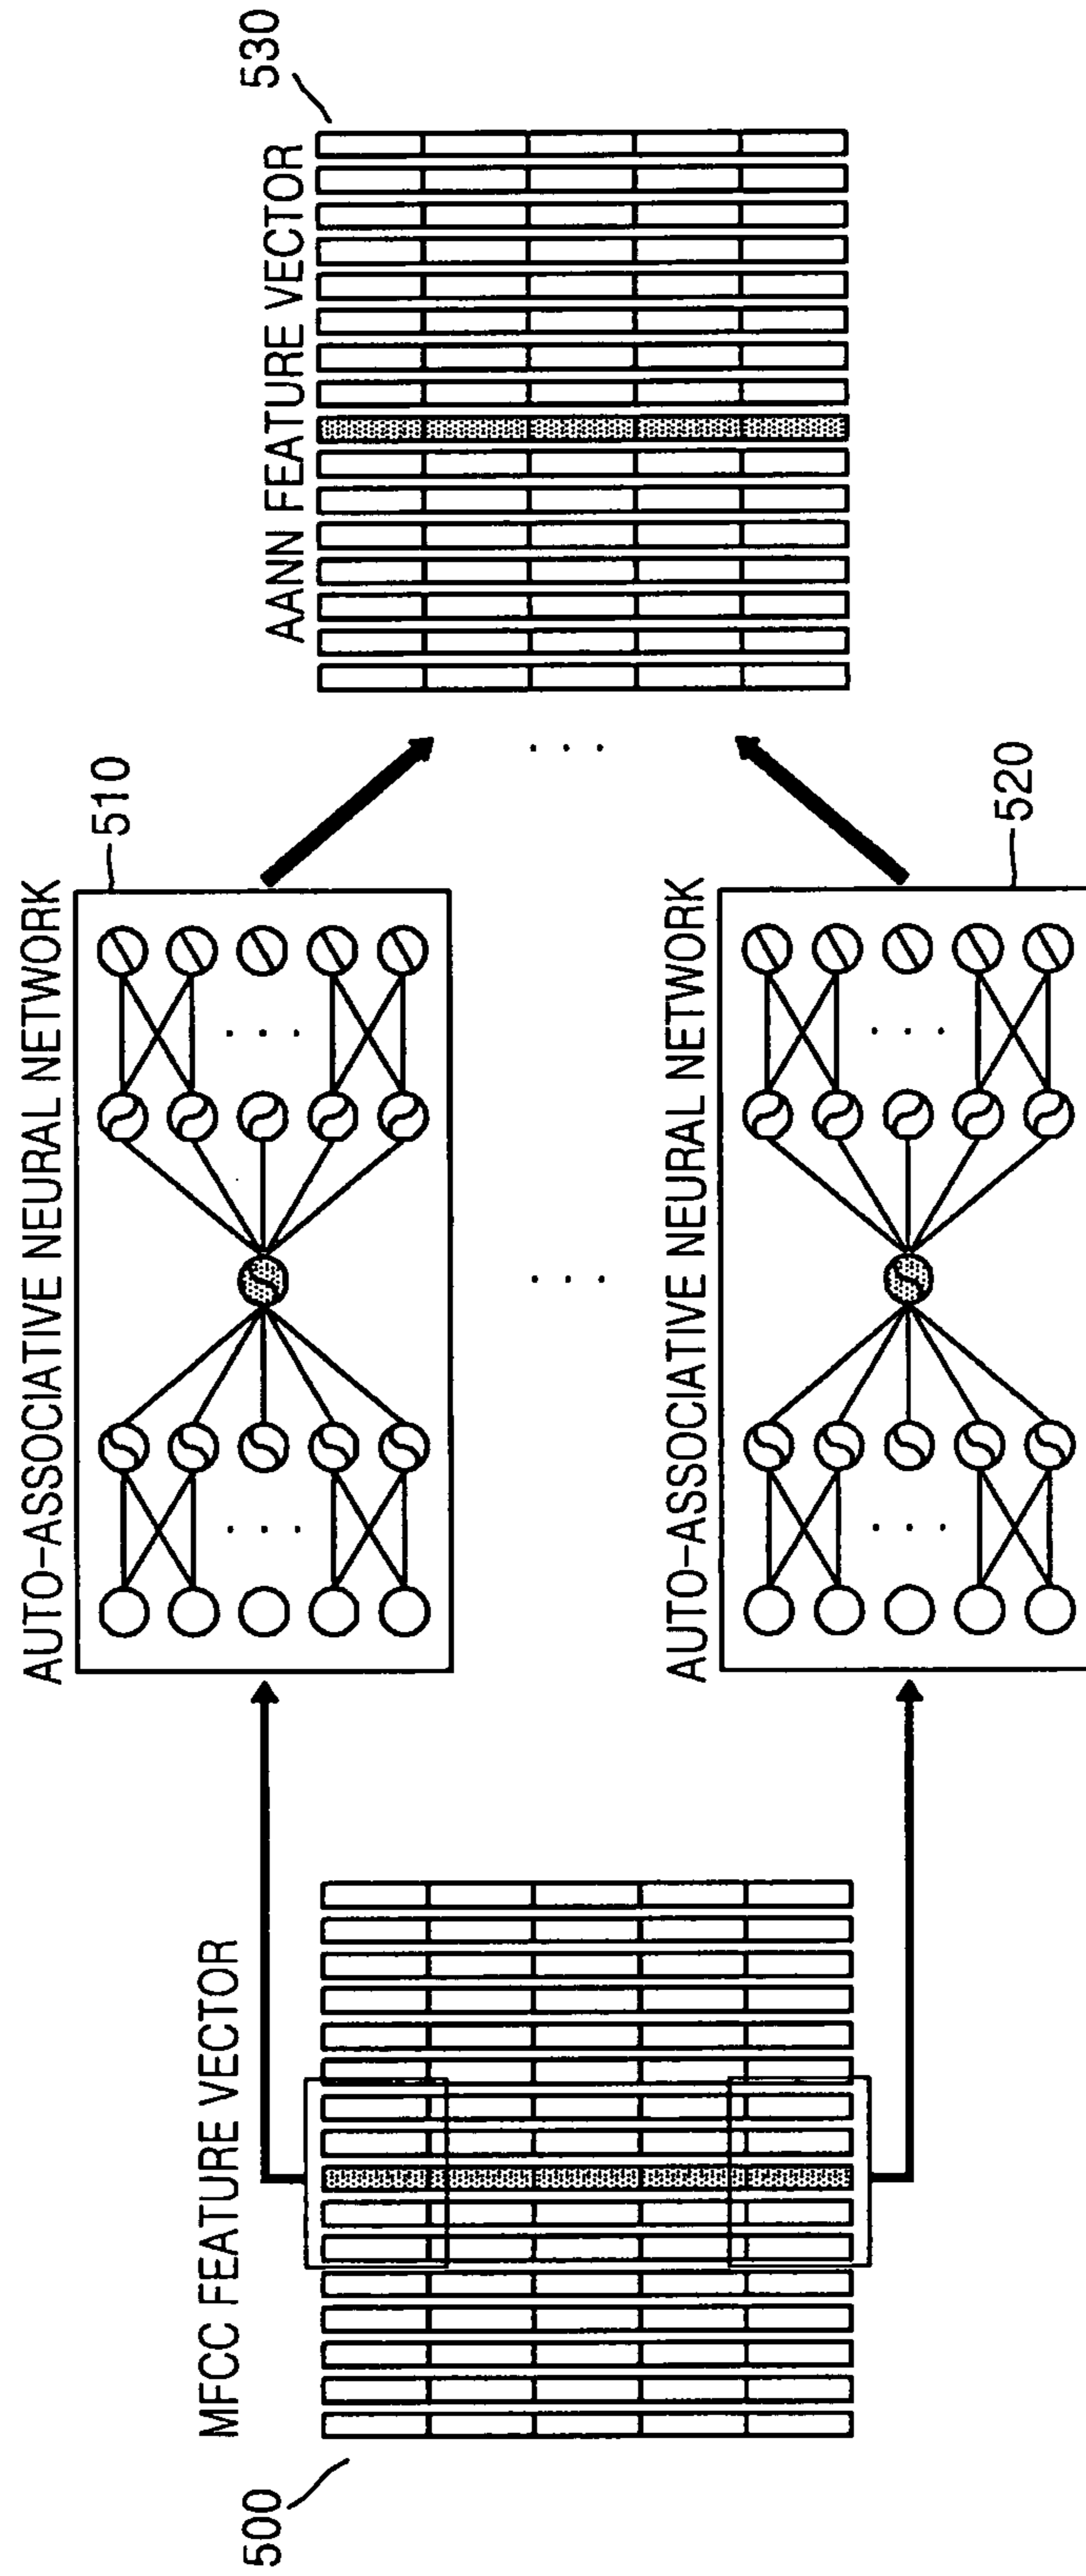 500
MFCC FEATURE VECTOR
AUTO-ASSOCIATIVE NEURAL NETWORK
510
. . .
. . .
. . .
AUTO-ASSOCIATIVE NEURAL NETWORK
520
. . .
. . .
. . .
AANN FEATURE VECTOR
530